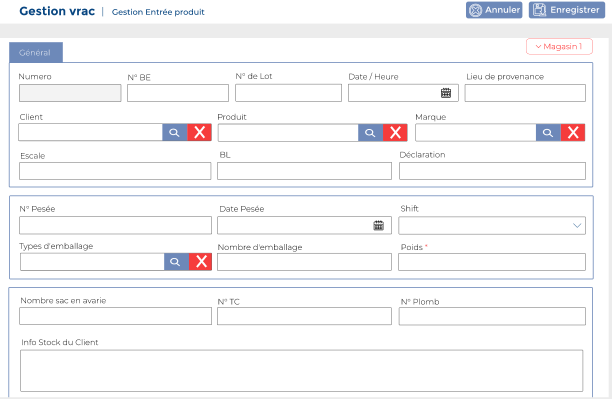 Gestion vrac | Gestion Entrée produit
Annuler
Enregistrer
Général
Magasin 1
Numero
N° BE
N° de Lot
Date / Heure
Lieu de provenance
Client
Produit
Marque
Escale
BL
Déclaration
N° Pesée
Date Pesée
Shift
Types d'emballage
Nombre d'emballage
Poids *
Nombre sac en avarie
N° TC
N° Plomb
Info Stock du Client